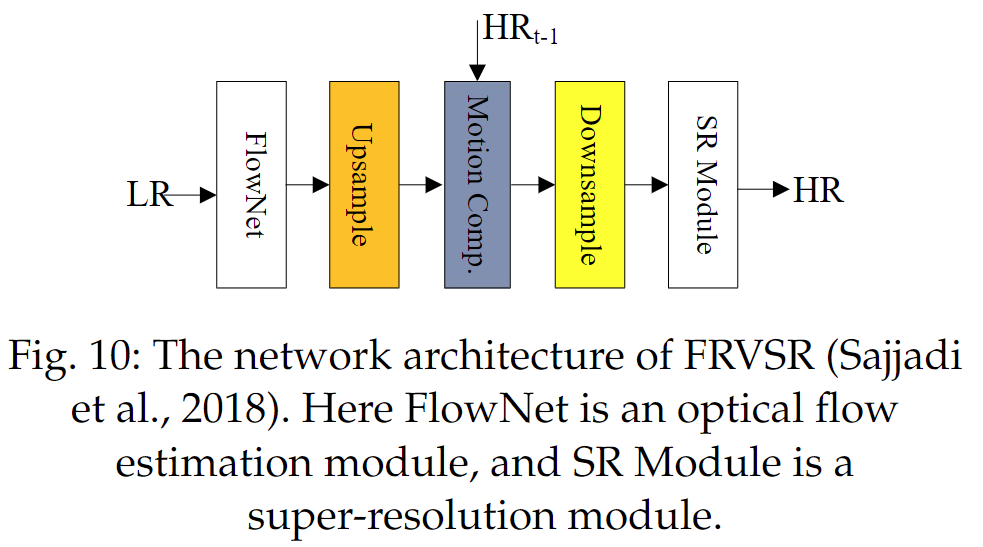 HRt-1
LR
FlowNet
Upsample
Motion Comp.
Downsample
SR Module
HR
Fig. 10: The network architecture of FRVSR (Sajjadi
et al., 2018). Here FlowNet is an optical flow
estimation module, and SR Module is a
super-resolution module.